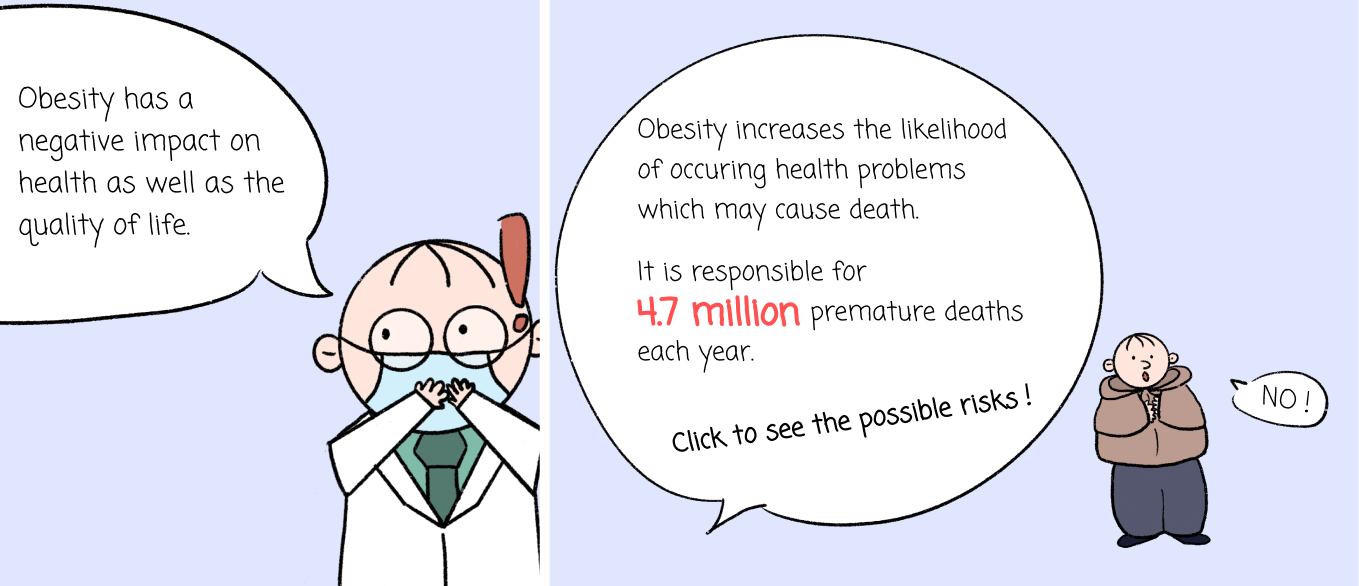 Obesity has a
negative impact on
health as well as the
quality of life.
Obesity increases the likelihood
of occuring health problems
which may cause death.
It is responsible for
4.7 million premature deaths
each year.
Click to see the possible risks!
NO!